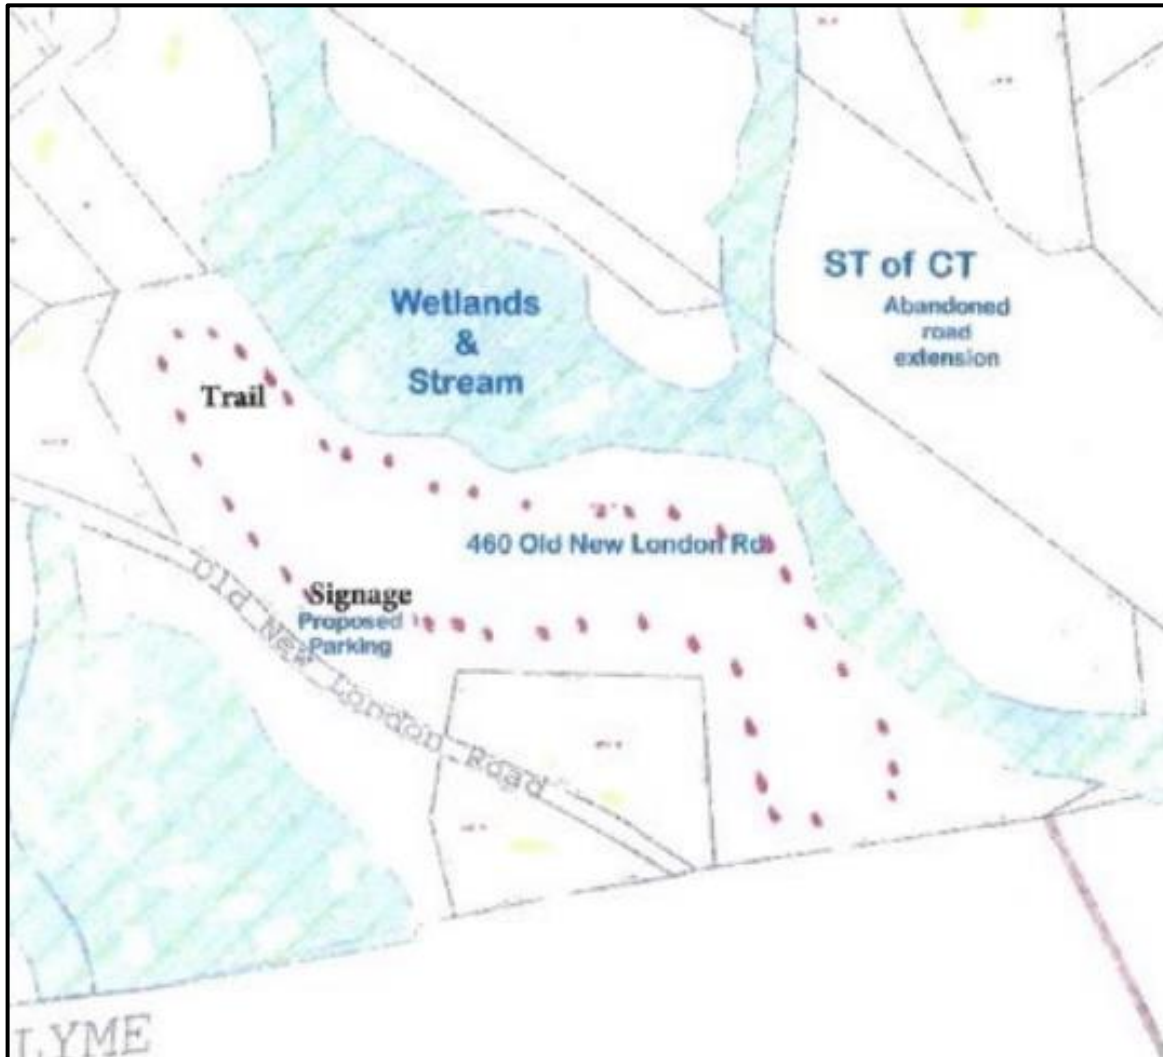 ST of CT
Abandoned
road
extension
Wetlands
&
Stream
Trail
460 Old New London Rd
Signage
Proposed
Parking
Old New London Road
LYME